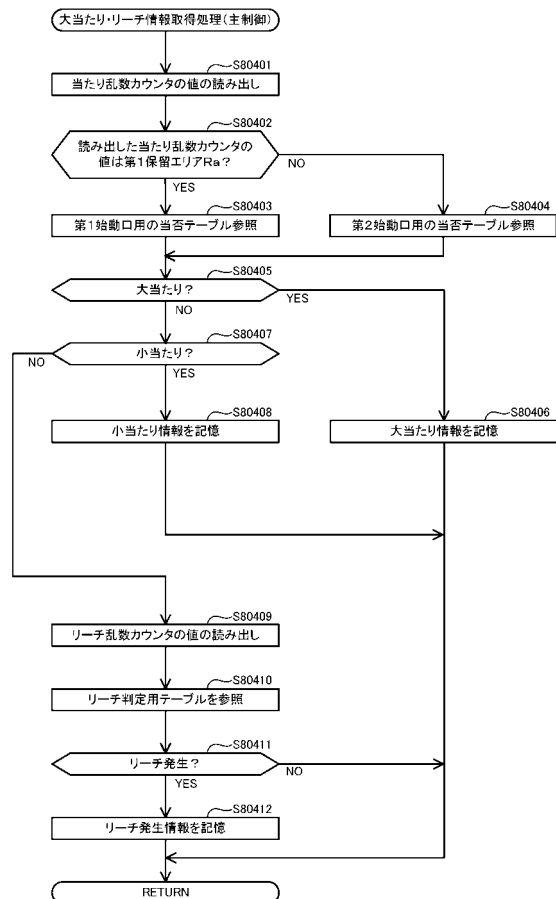 大当たり・リーチ情報取得処理(主制御)
S80401
当たり乱数カウンタの値の読み出し
S80402
読み出した当たり乱数カウンタの
値は第1保留エリアRa？
NO
YES
S80403
第1始動口用の当否テーブル参照
S80404
第2始動口用の当否テーブル参照
S80405
大当たり？
YES
NO
S80407
小当たり？
NO
YES
S80408
小当たり情報を記憶
S80406
大当たり情報を記憶
S80409
リーチ乱数カウンタの値の読み出し
S80410
リーチ判定用テーブルを参照
S80411
リーチ発生？
NO
YES
S80412
リーチ発生情報を記憶
RETURN